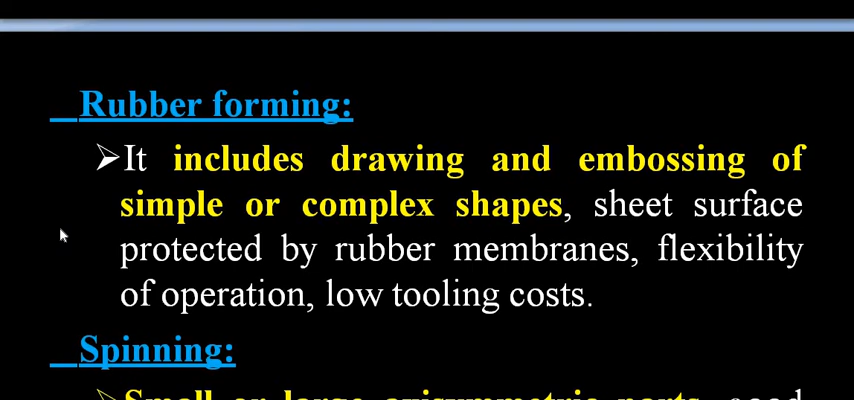 Rubber forming:
➢It includes drawing and embossing of
simple or complex shapes, sheet surface
protected by rubber membranes, flexibility
of operation, low tooling costs.
Spinning:
➢Small or large axisymmetric parts, good